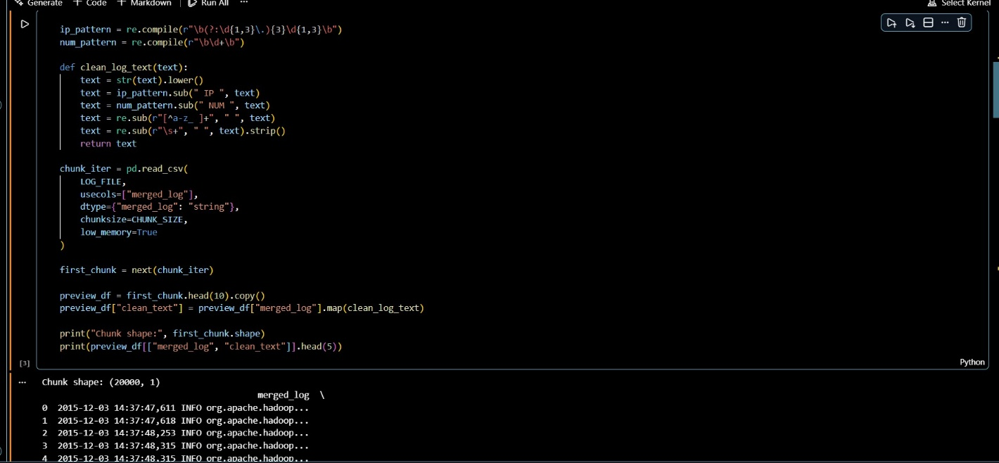 Generate + Code + Markdown | Run All ... Select Kernel
ip_pattern = re.compile(r"\b(?:\d{1,3}\.){3}\d{1,3}\b")
num_pattern = re.compile(r"\b\d+\b")
def clean_log_text(text):
    text = str(text).lower()
    text = ip_pattern.sub(" IP ", text)
    text = num_pattern.sub(" NUM ", text)
    text = re.sub(r"[^a-z_ ]+", " ", text)
    text = re.sub(r"\s+", " ", text).strip()
    return text
chunk_iter = pd.read_csv(
    LOG_FILE,
    usecols=["merged_log"],
    dtype={"merged_log": "string"},
    chunksize=CHUNK_SIZE,
    low_memory=True
)
first_chunk = next(chunk_iter)
preview_df = first_chunk.head(10).copy()
preview_df["clean_text"] = preview_df["merged_log"].map(clean_log_text)
print("Chunk shape:", first_chunk.shape)
print(preview_df[["merged_log", "clean_text"]].head(5))
[3] Python
... Chunk shape: (20000, 1)
merged_log \
0 2015-12-03 14:37:47,611 INFO org.apache.hadoop...
1 2015-12-03 14:37:47,618 INFO org.apache.hadoop...
2 2015-12-03 14:37:48,253 INFO org.apache.hadoop...
3 2015-12-03 14:37:48,315 INFO org.apache.hadoop...
4 2015-12-03 14:37:48,315 INFO org.apache.hadoop...